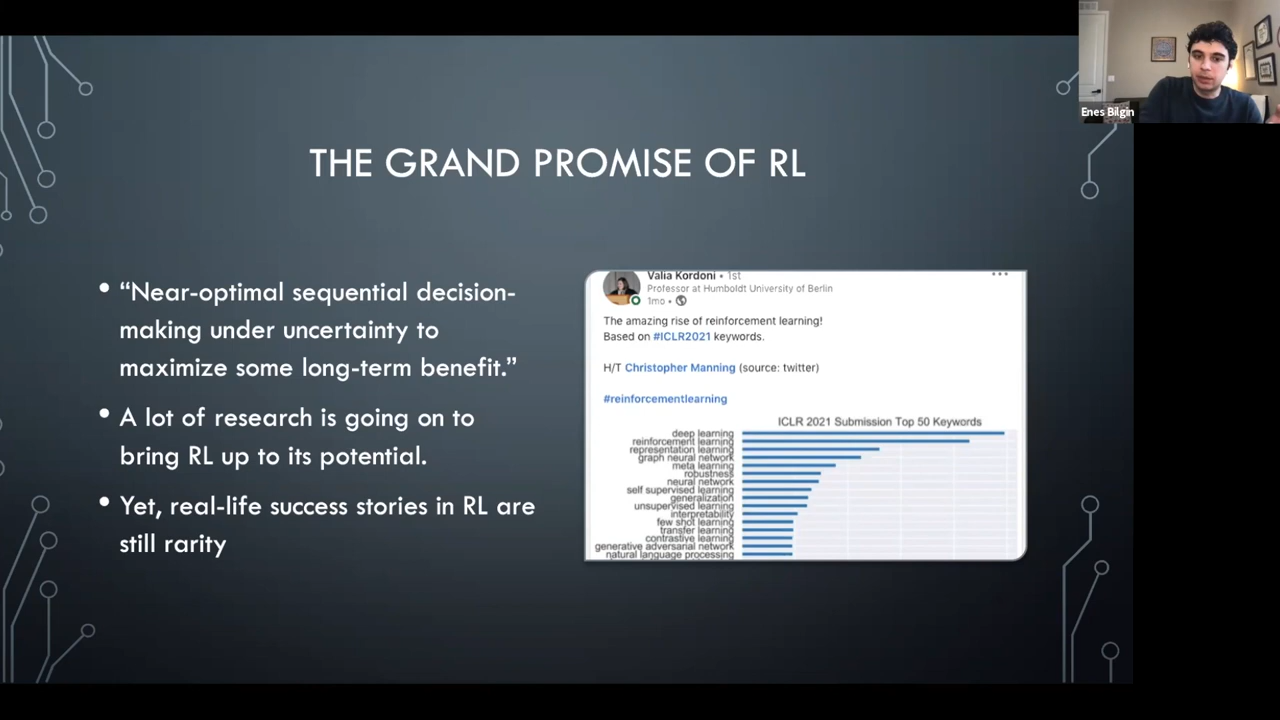 Enes Bilgin
THE GRAND PROMISE OF RL
• “Near-optimal sequential decision-
making under uncertainty to
maximize some long-term benefit.”
• A lot of research is going on to
bring RL up to its potential.
• Yet, real-life success stories in RL are
still rarity
Valia Kordoni • 1st
Professor at Humboldt University of Berlin
1mo •
The amazing rise of reinforcement learning!
Based on #ICLR2021 keywords.
H/T Christopher Manning (source: twitter)
#reinforcementlearning
ICLR 2021 Submission Top 50 Keywords
deep learning
reinforcement learning
representation learning
graph neural network
meta learning
robustness
neural network
self supervised learning
generalization
unsupervised learning
interpretability
few shot learning
transfer learning
contrastive learning
generative adversarial network
natural language processing